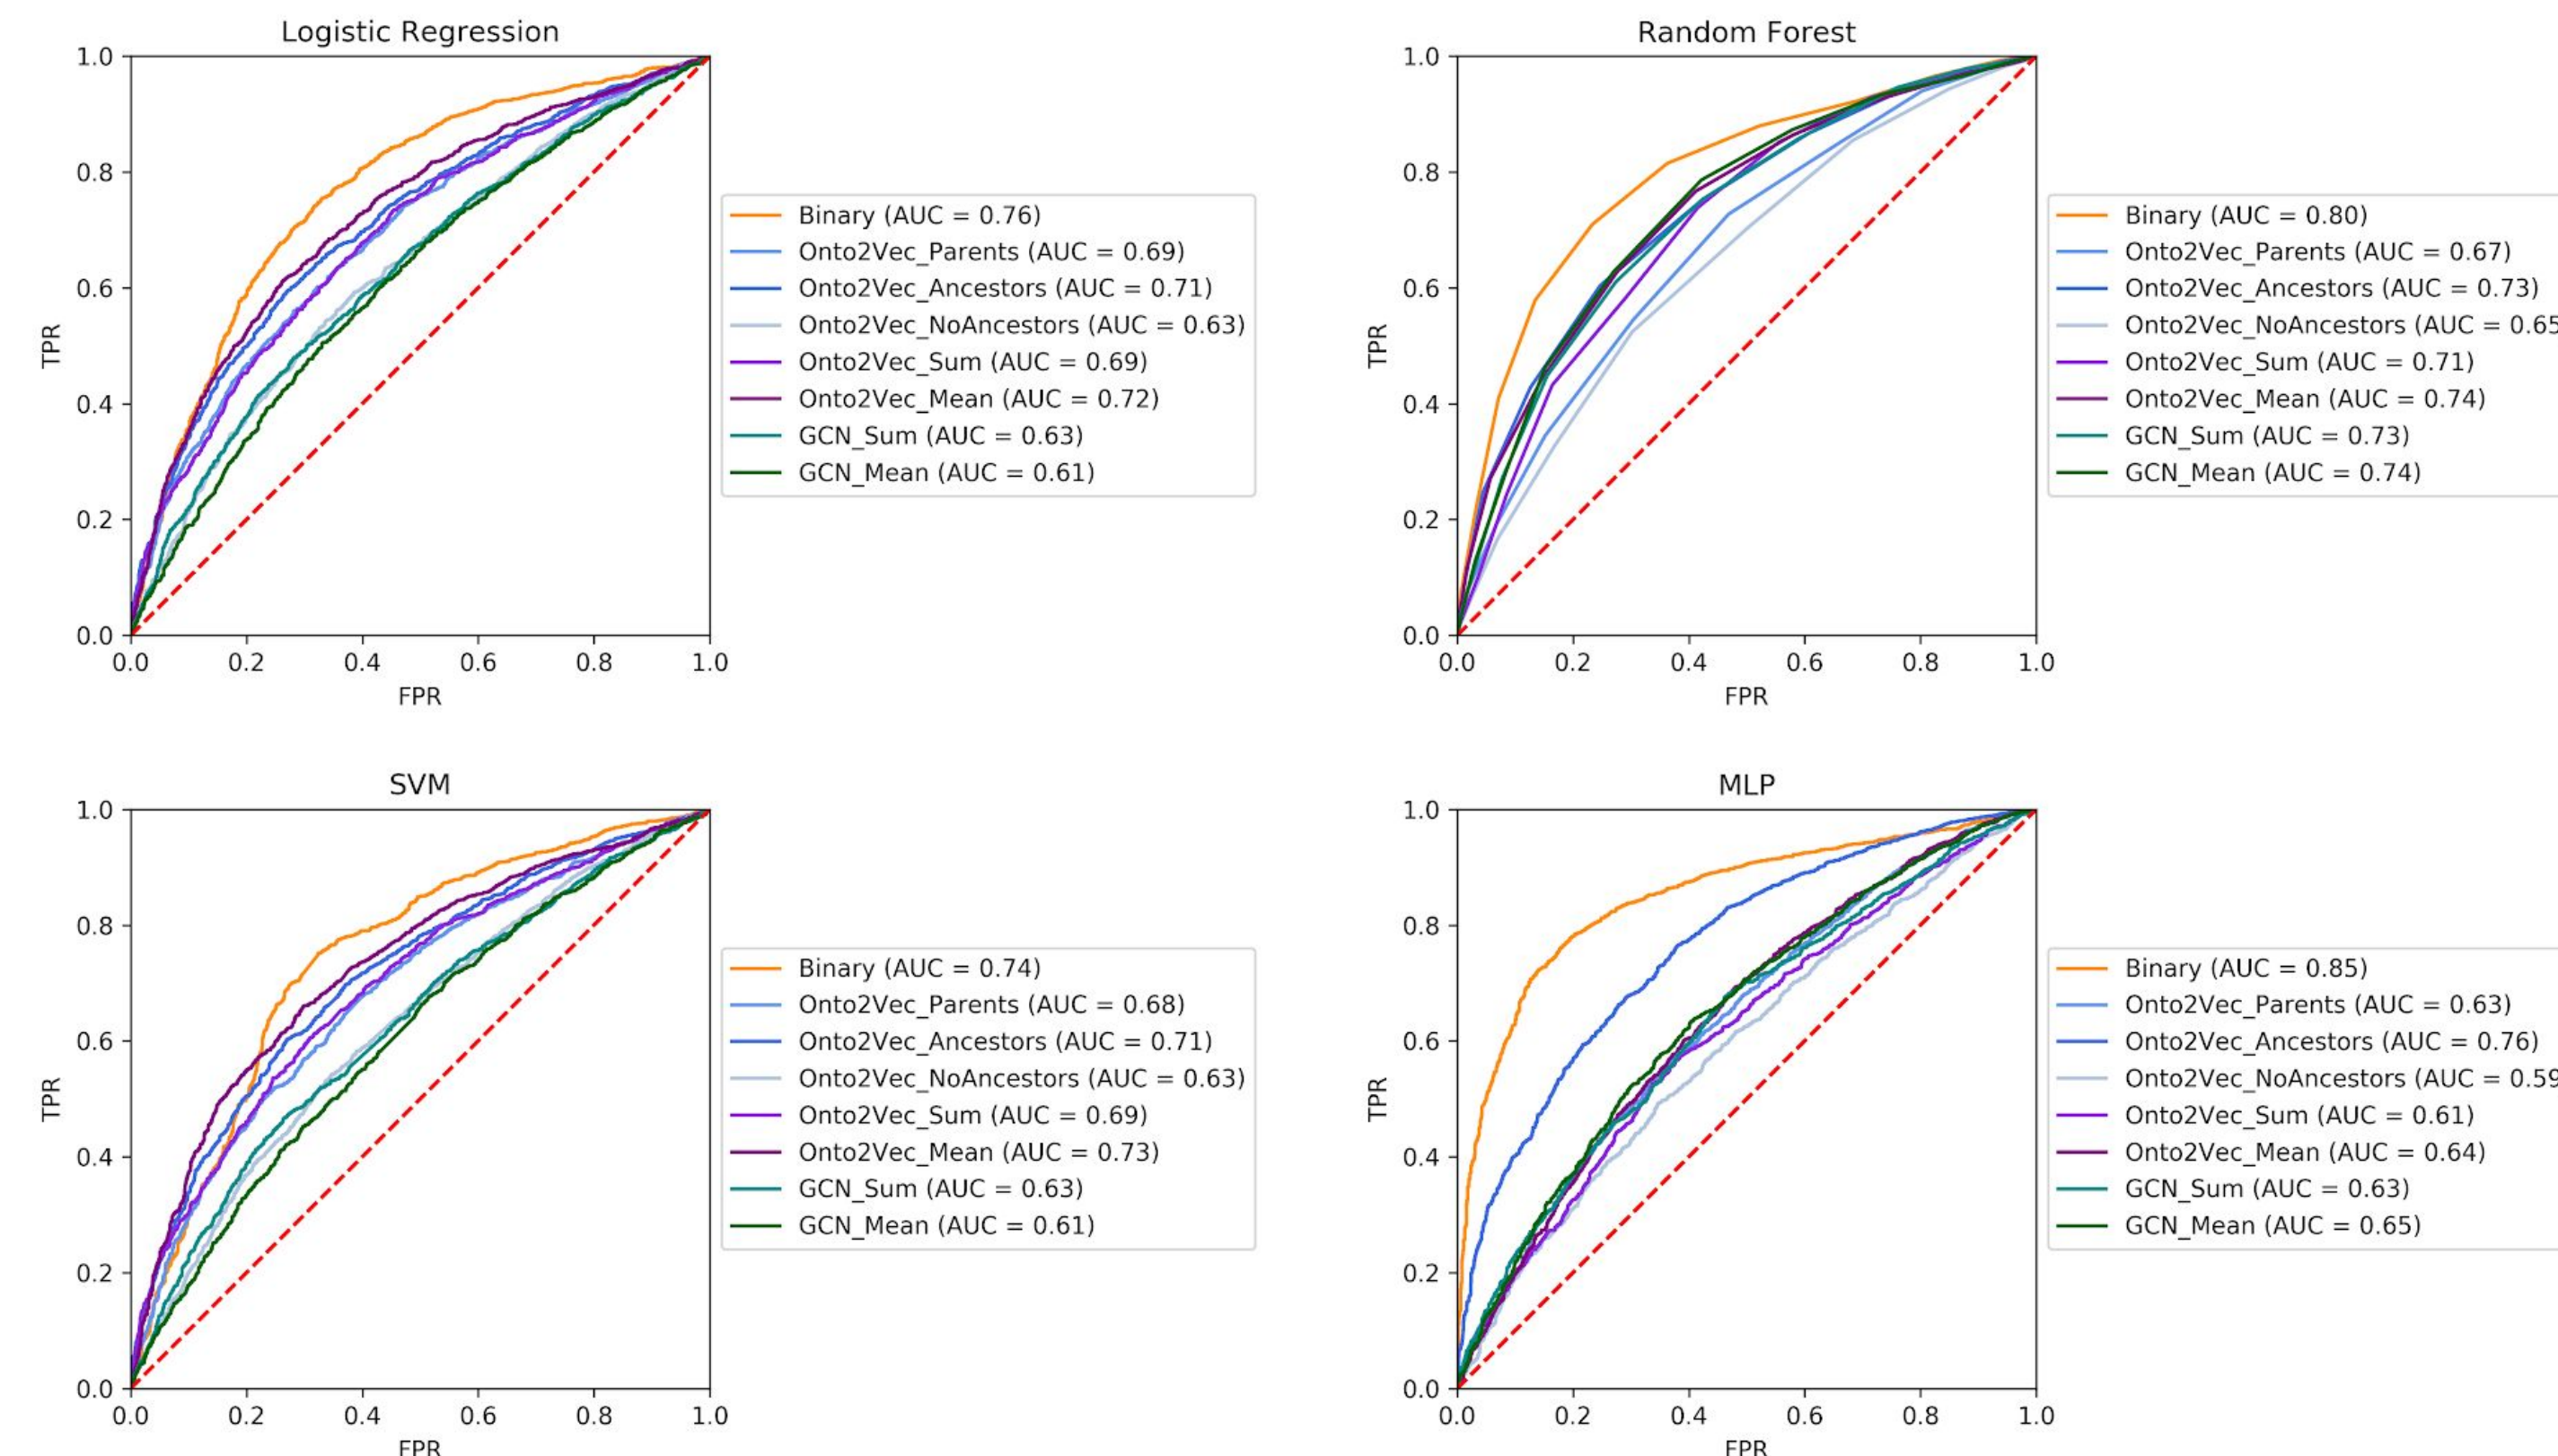 Logistic Regression
1.0
0.8
0.6
0.4
0.2
0.0
TPR
0.0 0.2 0.4 0.6 0.8 1.0
FPR
Binary (AUC = 0.76)
Onto2Vec_Parents (AUC = 0.69)
Onto2Vec_Ancestors (AUC = 0.71)
Onto2Vec_NoAncestors (AUC = 0.63)
Onto2Vec_Sum (AUC = 0.69)
Onto2Vec_Mean (AUC = 0.72)
GCN_Sum (AUC = 0.63)
GCN_Mean (AUC = 0.61)
Random Forest
1.0
0.8
0.6
0.4
0.2
0.0
TPR
0.0 0.2 0.4 0.6 0.8 1.0
FPR
Binary (AUC = 0.80)
Onto2Vec_Parents (AUC = 0.67)
Onto2Vec_Ancestors (AUC = 0.73)
Onto2Vec_NoAncestors (AUC = 0.65
Onto2Vec_Sum (AUC = 0.71)
Onto2Vec_Mean (AUC = 0.74)
GCN_Sum (AUC = 0.73)
GCN_Mean (AUC = 0.74)
SVM
1.0
0.8
0.6
0.4
0.2
0.0
TPR
0.0 0.2 0.4 0.6 0.8 1.0
FPR
Binary (AUC = 0.74)
Onto2Vec_Parents (AUC = 0.68)
Onto2Vec_Ancestors (AUC = 0.71)
Onto2Vec_NoAncestors (AUC = 0.63)
Onto2Vec_Sum (AUC = 0.69)
Onto2Vec_Mean (AUC = 0.73)
GCN_Sum (AUC = 0.63)
GCN_Mean (AUC = 0.61)
MLP
1.0
0.8
0.6
0.4
0.2
0.0
TPR
0.0 0.2 0.4 0.6 0.8 1.0
FPR
Binary (AUC = 0.85)
Onto2Vec_Parents (AUC = 0.63)
Onto2Vec_Ancestors (AUC = 0.76)
Onto2Vec_NoAncestors (AUC = 0.59
Onto2Vec_Sum (AUC = 0.61)
Onto2Vec_Mean (AUC = 0.64)
GCN_Sum (AUC = 0.63)
GCN_Mean (AUC = 0.65)